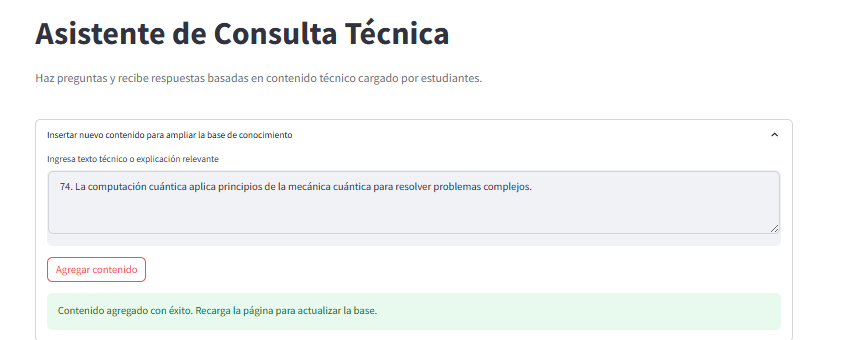 Asistente de Consulta Técnica
Haz preguntas y recibe respuestas basadas en contenido técnico cargado por estudiantes.
Insertar nuevo contenido para ampliar la base de conocimiento
Ingresa texto técnico o explicación relevante
74. La computación cuántica aplica principios de la mecánica cuántica para resolver problemas complejos.
Agregar contenido
Contenido agregado con éxito. Recarga la página para actualizar la base.